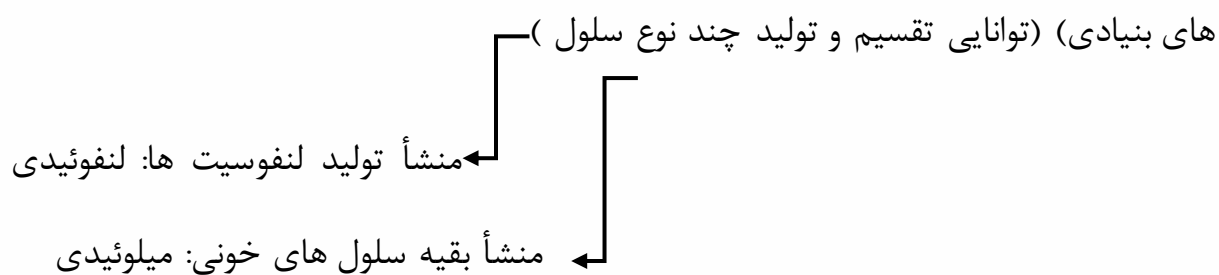 های بنیادی) (توانایی تقسیم و تولید چند نوع سلول )
منشأ تولید لنفوسیت ها: لنفوئیدی
منشأ بقیه سلول های خونی: میلوئیدی